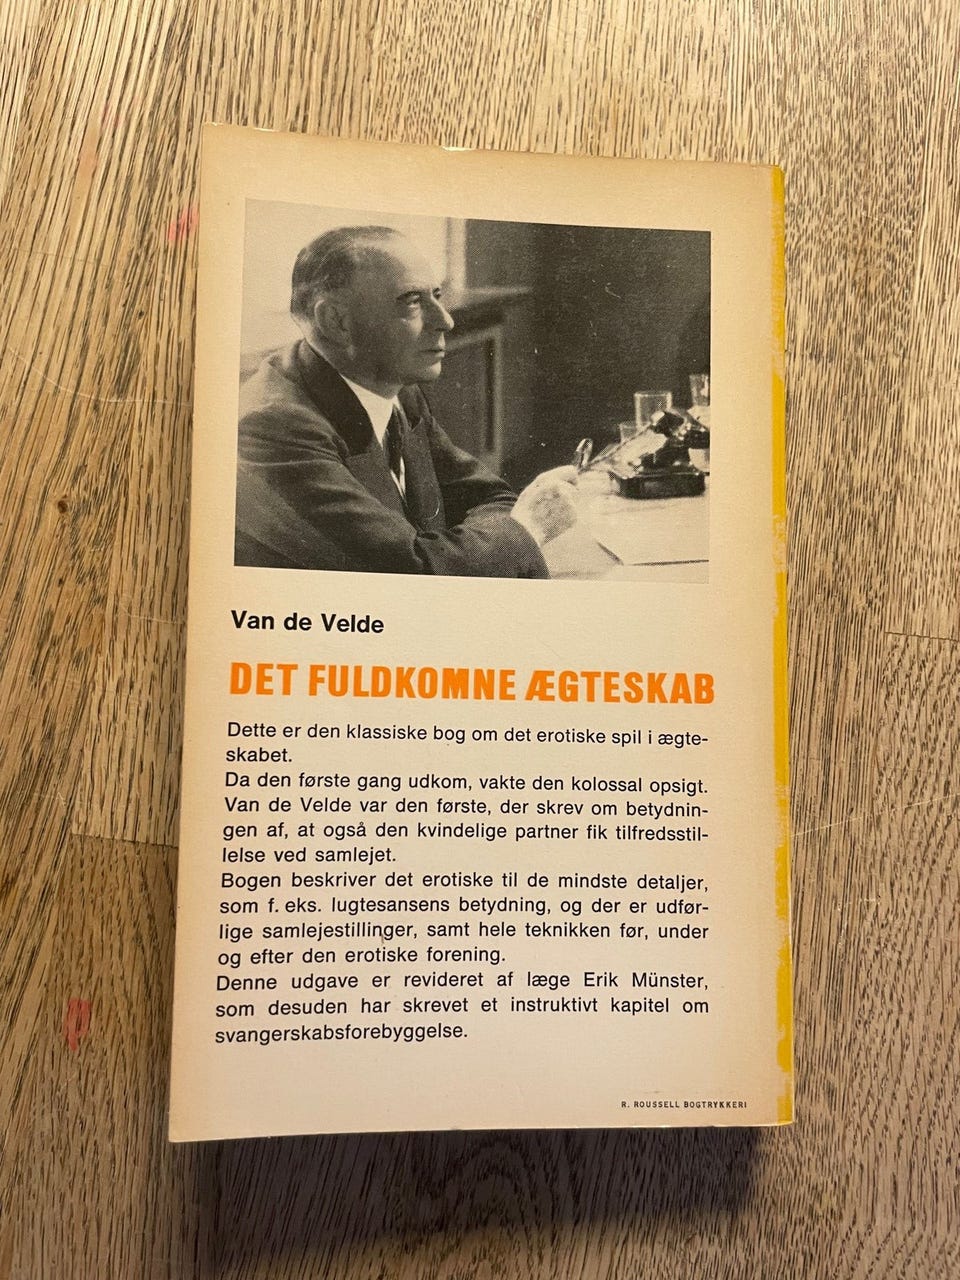 Van de Velde
DET FULDKOMNE ÆGTESKAB
Dette er den klassiske bog om det erotiske spil i ægte-
skabet.
Da den første gang udkom, vakte den kolossal opsigt.
Van de Velde var den første, der skrev om betydnin-
gen af, at også den kvindelige partner fik tilfredsstil-
lelse ved samlejet.
Bogen beskriver det erotiske til de mindste detaljer,
som f. eks. lugtesansens betydning, og der er udfør-
lige samlejestillinger, samt hele teknikken før, under
og efter den erotiske forening.
Denne udgave er revideret af læge Erik Münster,
som desuden har skrevet et instruktivt kapitel om
svangerskabsforebyggelse.
R. ROUSSELL BOGTRYKKERI